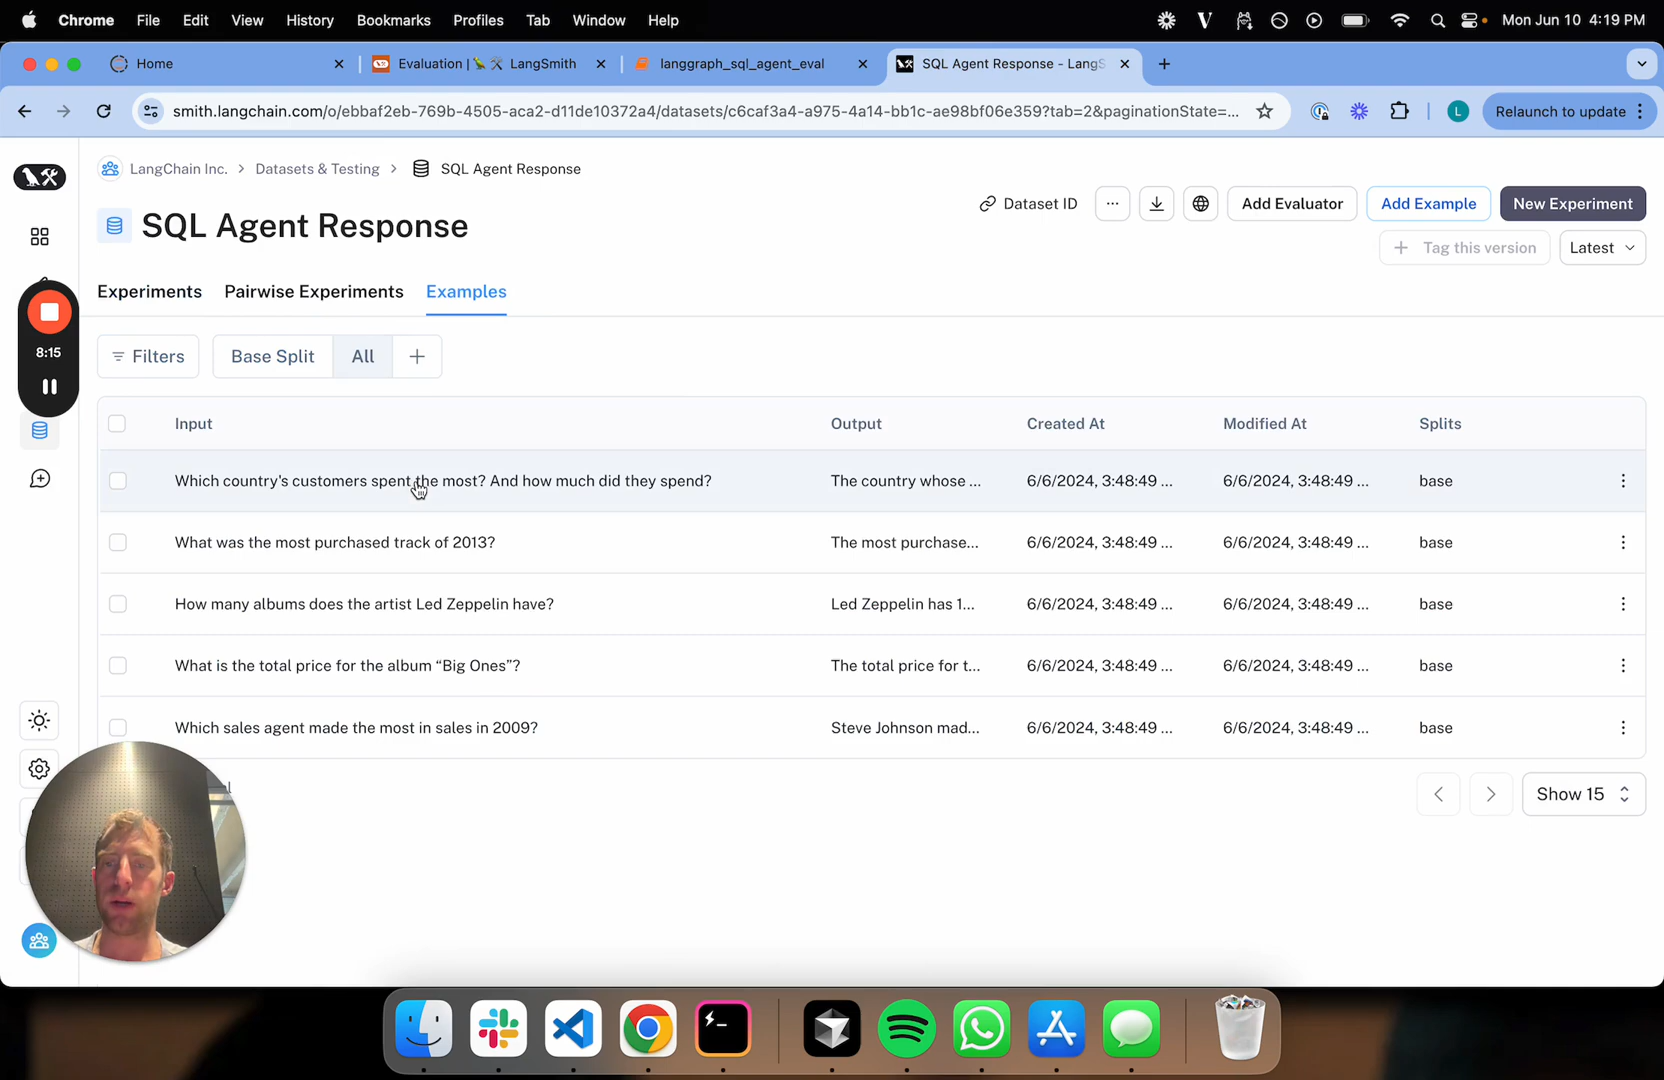 Chrome File Edit View History Bookmarks Profiles Tab Window Help Mon Jun 10 4:19 PM
Home Evaluation | LangSmith langgraph_sql_agent_eval SQL Agent Response - LangS
smith.langchain.com/o/ebbaf2eb-769b-4505-aca2-d11de10372a4/datasets/c6caf3a4-a975-4a14-bb1c-ae98bf06e359?tab=2&paginationState=... L Relaunch to update
LangChain Inc. > Datasets & Testing > SQL Agent Response
SQL Agent Response
Dataset ID Add Evaluator Add Example New Experiment
+ Tag this version Latest
Experiments Pairwise Experiments Examples
8:15
Filters Base Split All +
Input Output Created At Modified At Splits
Which country's customers spent the most? And how much did they spend? The country whose ... 6/6/2024, 3:48:49 ... 6/6/2024, 3:48:49 ... base
What was the most purchased track of 2013? The most purchase... 6/6/2024, 3:48:49 ... 6/6/2024, 3:48:49 ... base
How many albums does the artist Led Zeppelin have? Led Zeppelin has 1... 6/6/2024, 3:48:49 ... 6/6/2024, 3:48:49 ... base
What is the total price for the album “Big Ones”? The total price for t... 6/6/2024, 3:48:49 ... 6/6/2024, 3:48:49 ... base
Which sales agent made the most in sales in 2009? Steve Johnson mad... 6/6/2024, 3:48:49 ... 6/6/2024, 3:48:49 ... base
Show 15